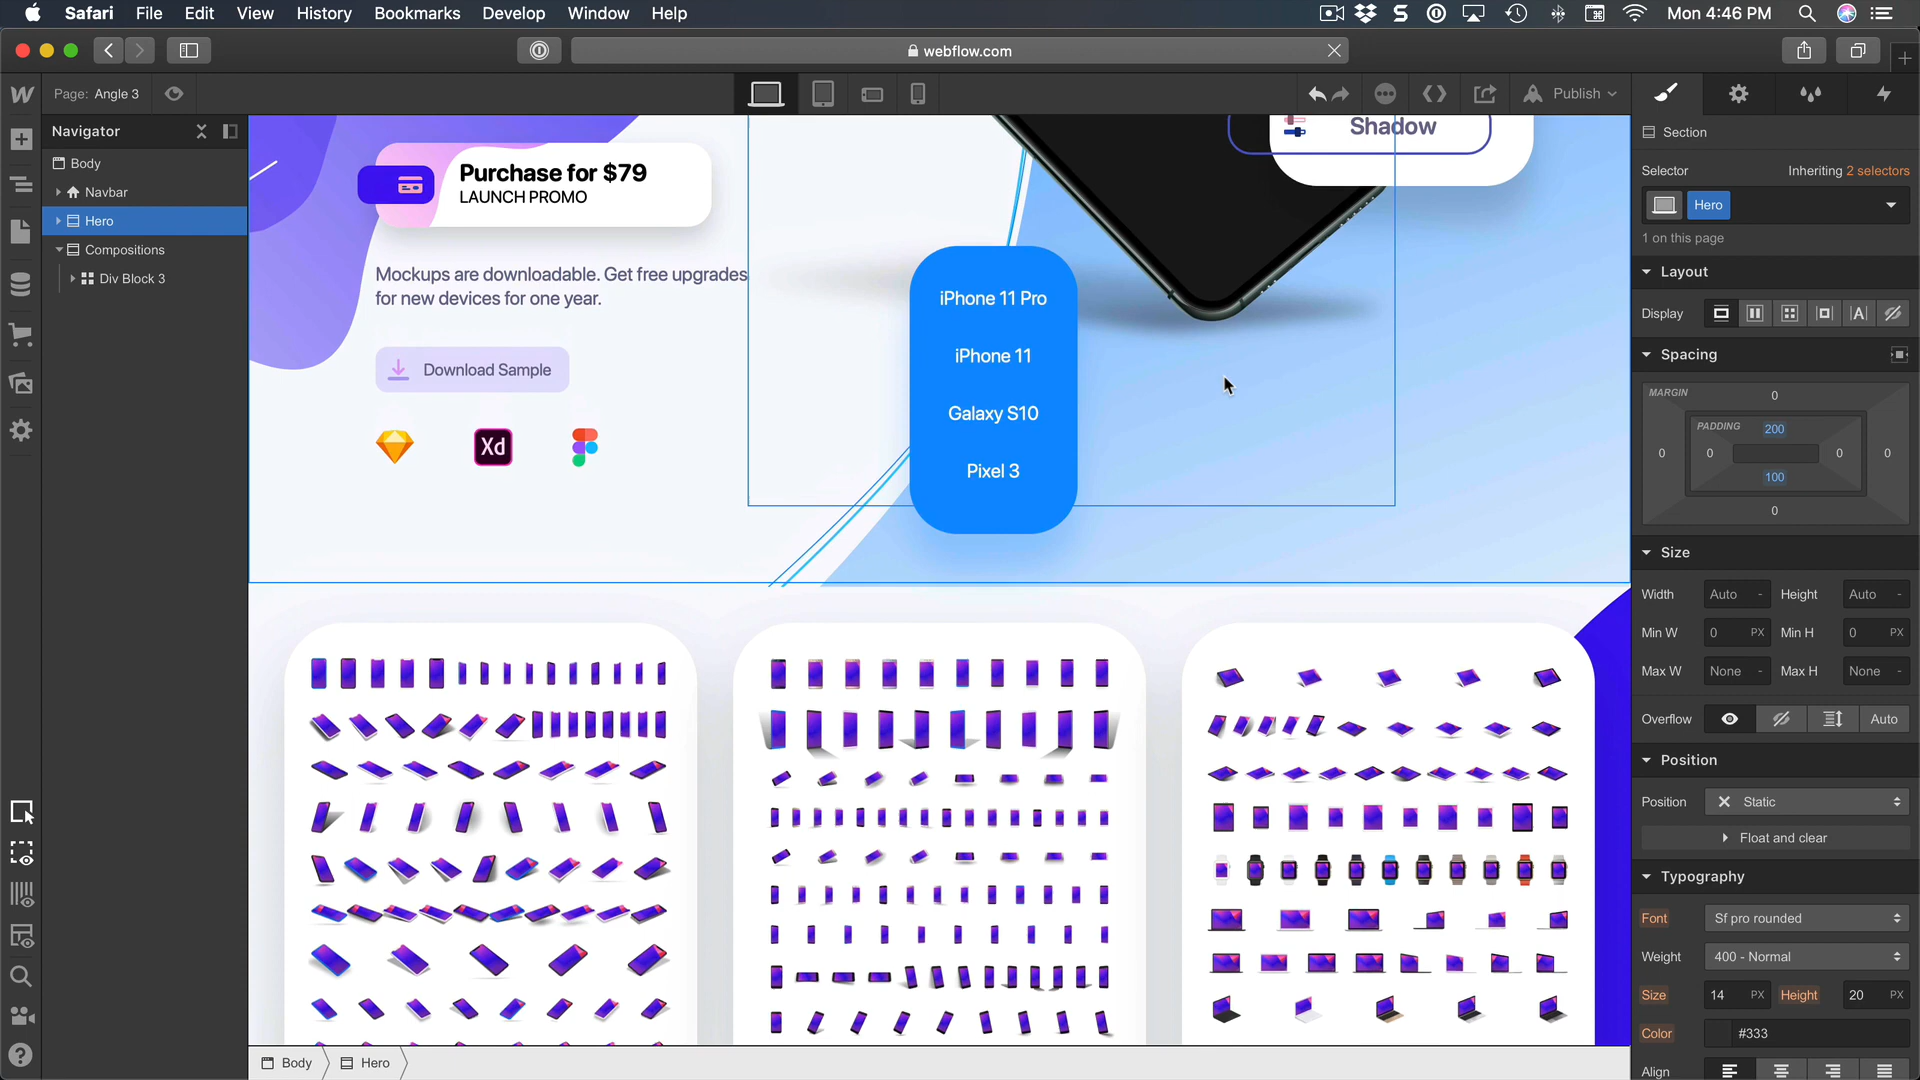 Safari File Edit View History Bookmarks Develop Window Help
Mon 4:46 PM
webflow.com
Page: Angle 3
Publish
Navigator
Body
Navbar
Hero
Compositions
Div Block 3
Purchase for $79
LAUNCH PROMO
Mockups are downloadable. Get free upgrades
for new devices for one year.
Download Sample
Xd
iPhone 11 Pro
iPhone 11
Galaxy S10
Pixel 3
Shadow
Section
Selector Inheriting 2 selectors
Hero
1 on this page
Layout
Display
Spacing
MARGIN
0
PADDING
200
0 0 0 0
100
0
Size
Width Auto - Height Auto -
Min W 0 PX Min H 0 PX
Max W None - Max H None -
Overflow Auto
Position
Position Static
Float and clear
Typography
Font Sf pro rounded
Weight 400 - Normal
Size 14 PX Height 20 PX
Color #333
Align
Body Hero